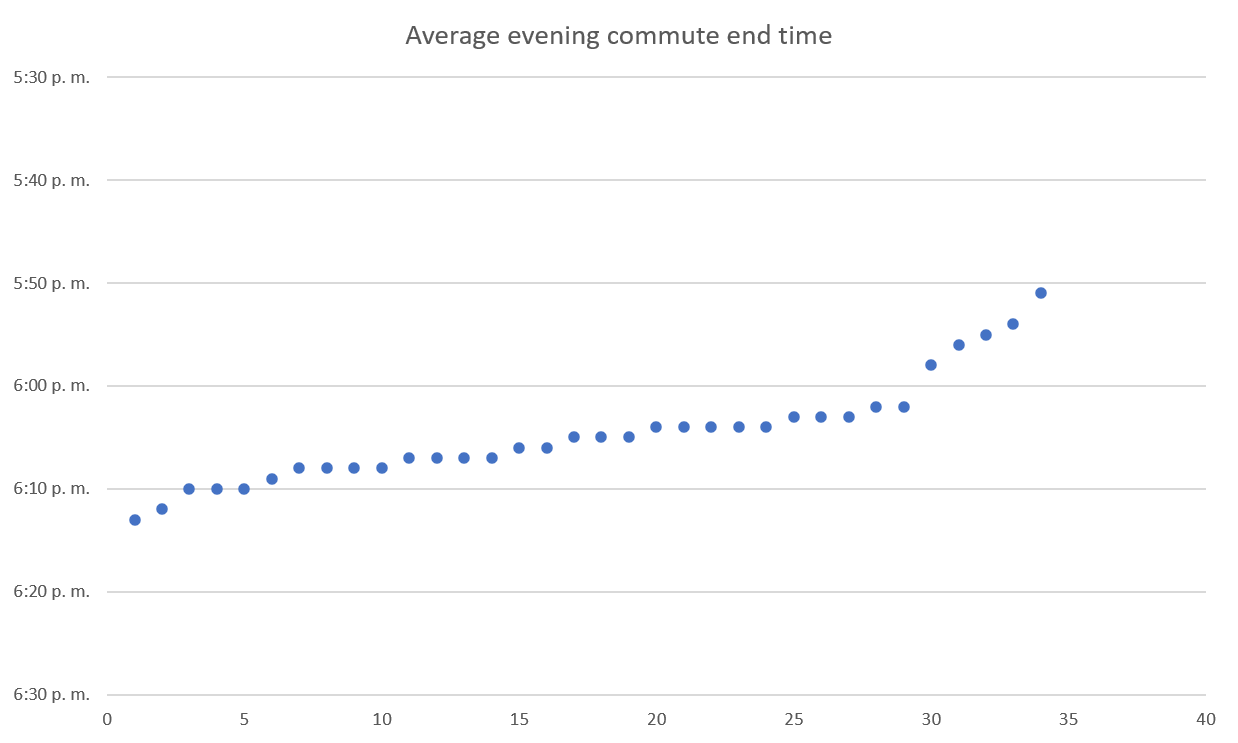 Average evening commute end time
5:30 p. m.
5:40 p. m.
5:50 p. m.
6:00 p. m.
6:10 p. m.
6:20 p. m.
6:30 p. m.
0 5 10 15 20 25 30 35 40